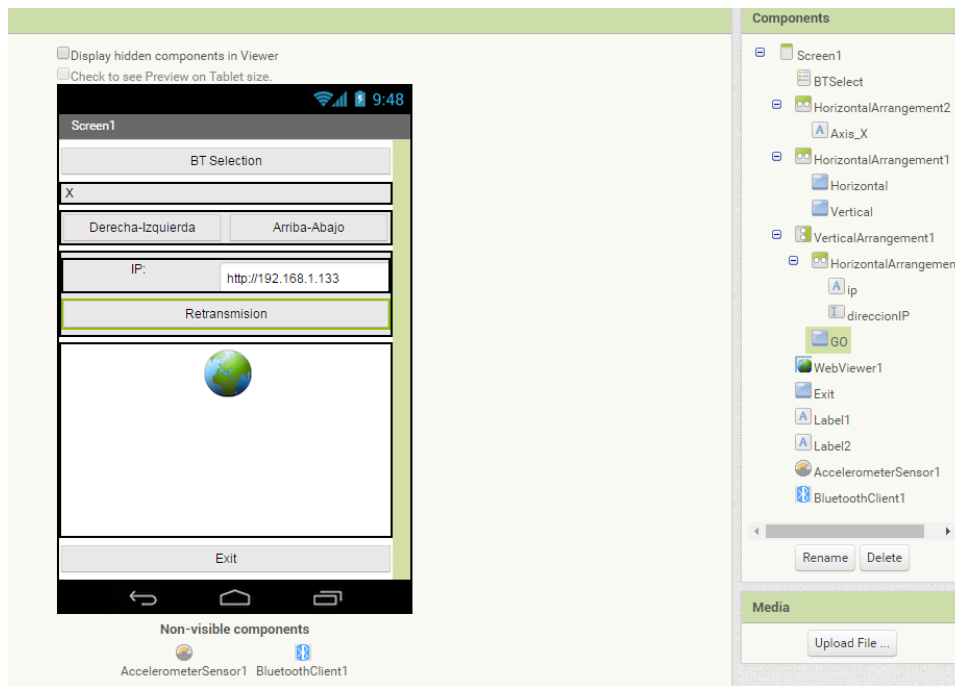 Components
Display hidden components in Viewer
Check to see Preview on Tablet size.
9:48
Screen1
BT Selection
X
Derecha-Izquierda
Arriba-Abajo
IP:
http://192.168.1.133
Retransmision
Exit
Non-visible components
AccelerometerSensor1
BluetoothClient1
Screen1
BTSelect
HorizontalArrangement2
A Axis_X
HorizontalArrangement1
Horizontal
Vertical
VerticalArrangement1
HorizontalArrangemen
A ip
I direccionIP
GO
WebViewer1
Exit
A Label1
A Label2
AccelerometerSensor1
BluetoothClient1
Rename
Delete
Media
Upload File ...